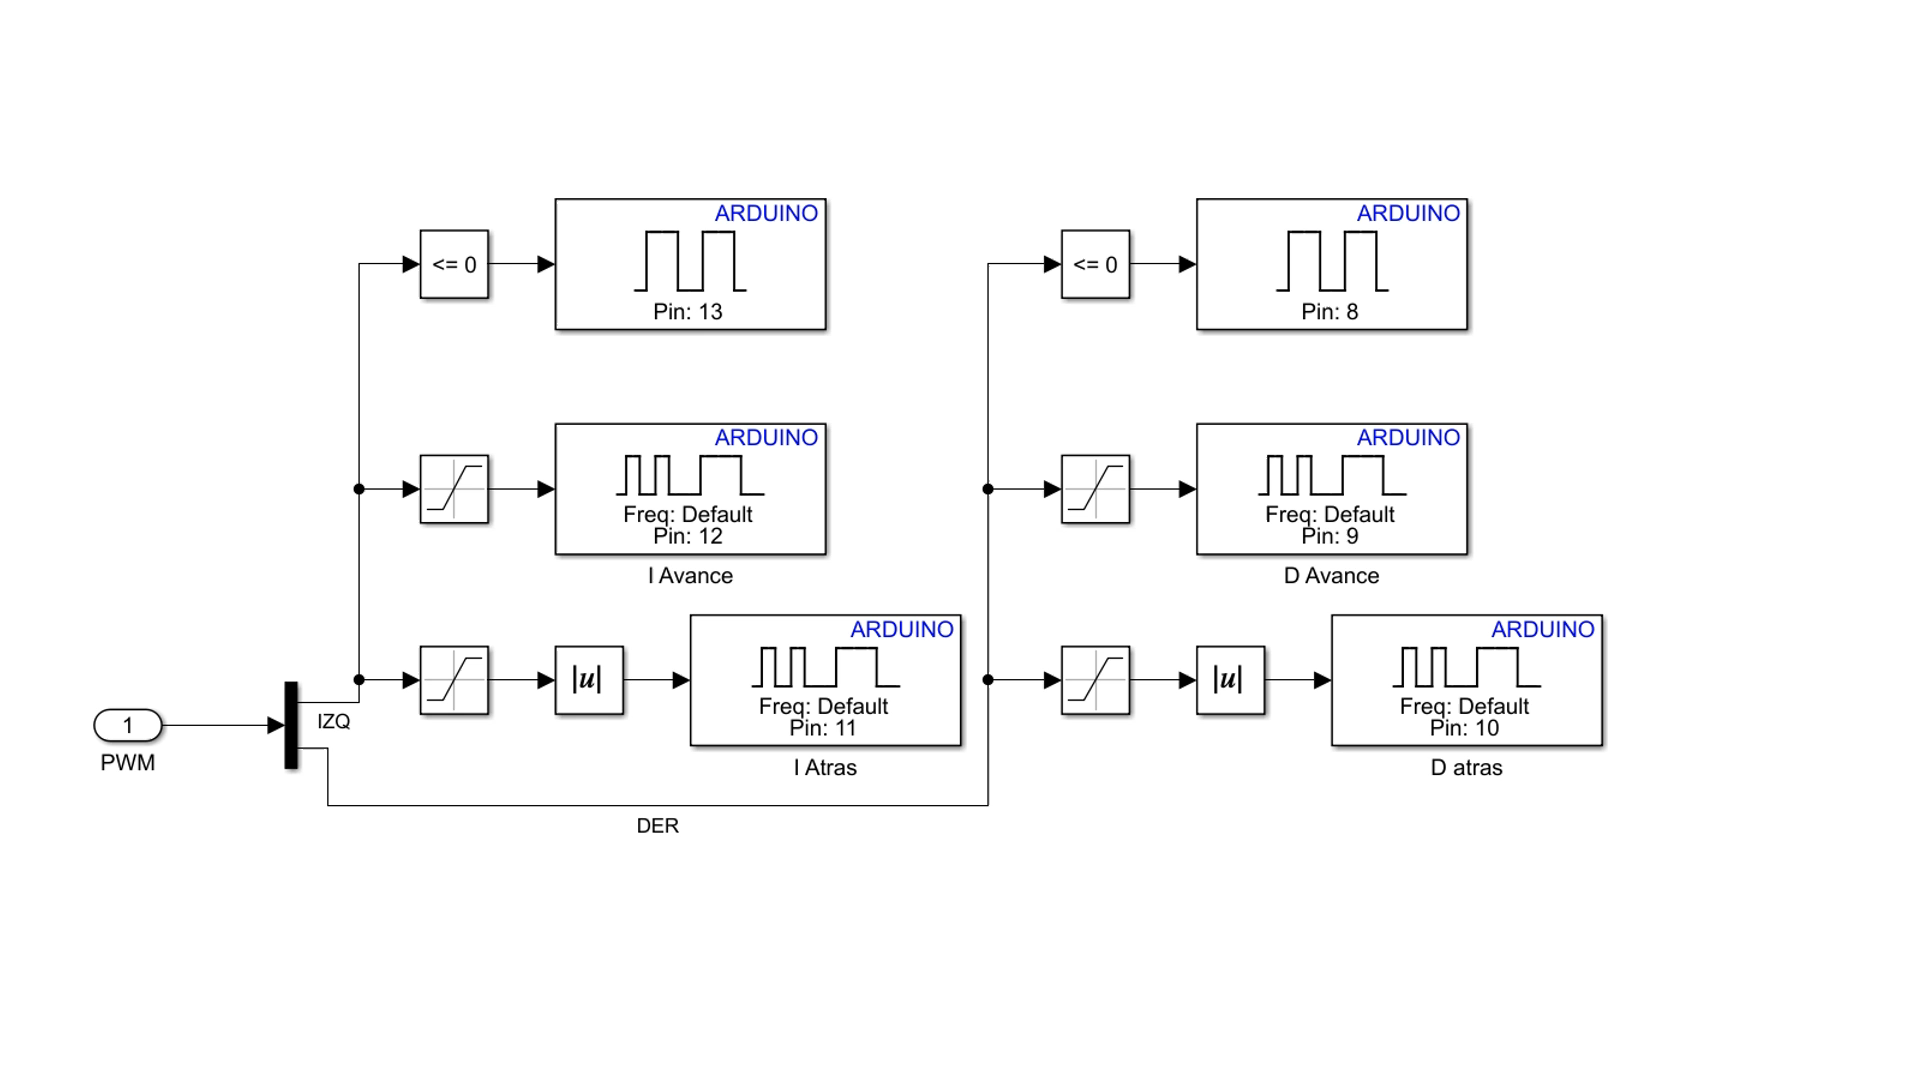 ARDUINO
<= 0
Pin: 13
ARDUINO
<= 0
Pin: 8
ARDUINO
Freq: Default
Pin: 12
I Avance
ARDUINO
Freq: Default
Pin: 9
D Avance
ARDUINO
|u|
Freq: Default
Pin: 11
I Atras
ARDUINO
|u|
Freq: Default
Pin: 10
D atras
1
PWM
IZQ
DER